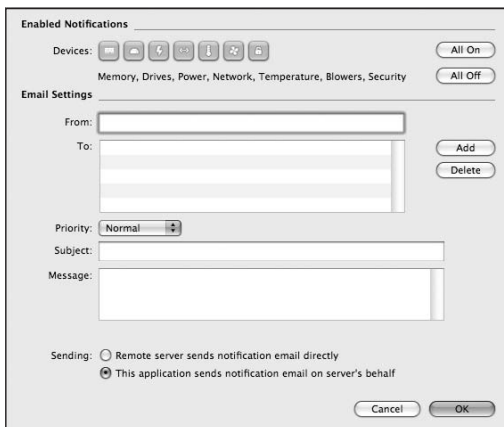 Enabled Notifications
Devices:
All On
Memory, Drives, Power, Network, Temperature, Blowers, Security
All Off
Email Settings
From:
To:
Add
Delete
Priority: Normal
Subject:
Message:
Sending: Remote server sends notification email directly
This application sends notification email on server's behalf
Cancel OK